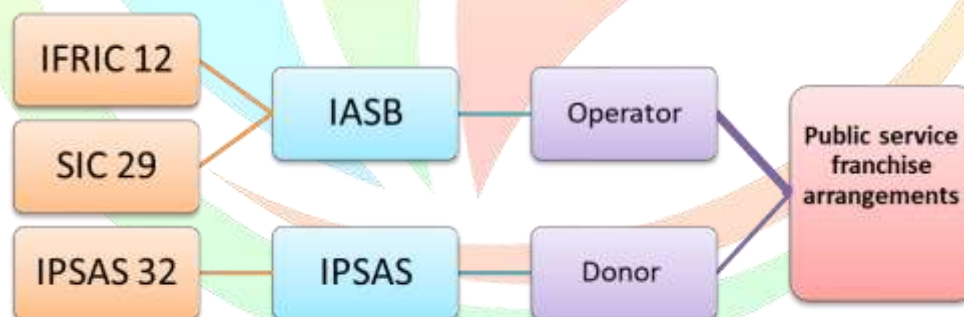 IFRIC 12
SIC 29
IPSAS 32
IASB
IPSAS
Operator
Donor
Public service
franchise
arrangements